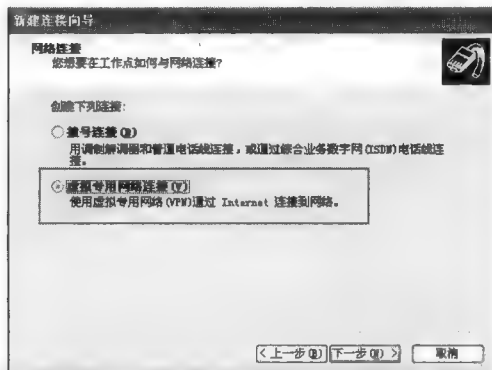 新建连接向导
网络连接
您想要在工作点如何与网络连接?
创建下列连接:
拨号连接(D)
用调制解调器和普通电话线连接，或通过综合业务数字网(ISDN)电话线连
接。
虚拟专用网络连接(V)
使用虚拟专用网络(VPN)通过 Internet 连接到网络。
<上一步(B) 下一步(N)> 取消